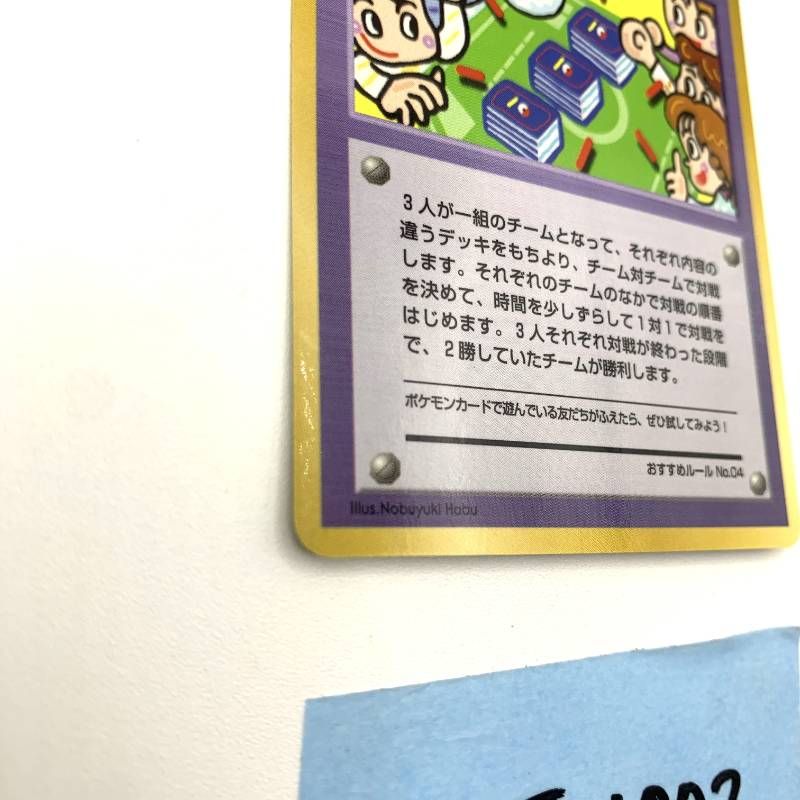 3人が一組のチームとなって、それぞれ内容の
違うデッキをもちより、チーム対チームで対戦
します。それぞれのチームのなかで対戦の順番
を決めて、時間を少しずらして1対1で対戦を
はじめます。3人それぞれ対戦が終わった段階
で、2勝していたチームが勝利します。
ポケモンカードで遊んでいる友だちがふえたら、ぜひ試してみよう！
おすすめルール No.04
Illus. Nobuyuki Habu